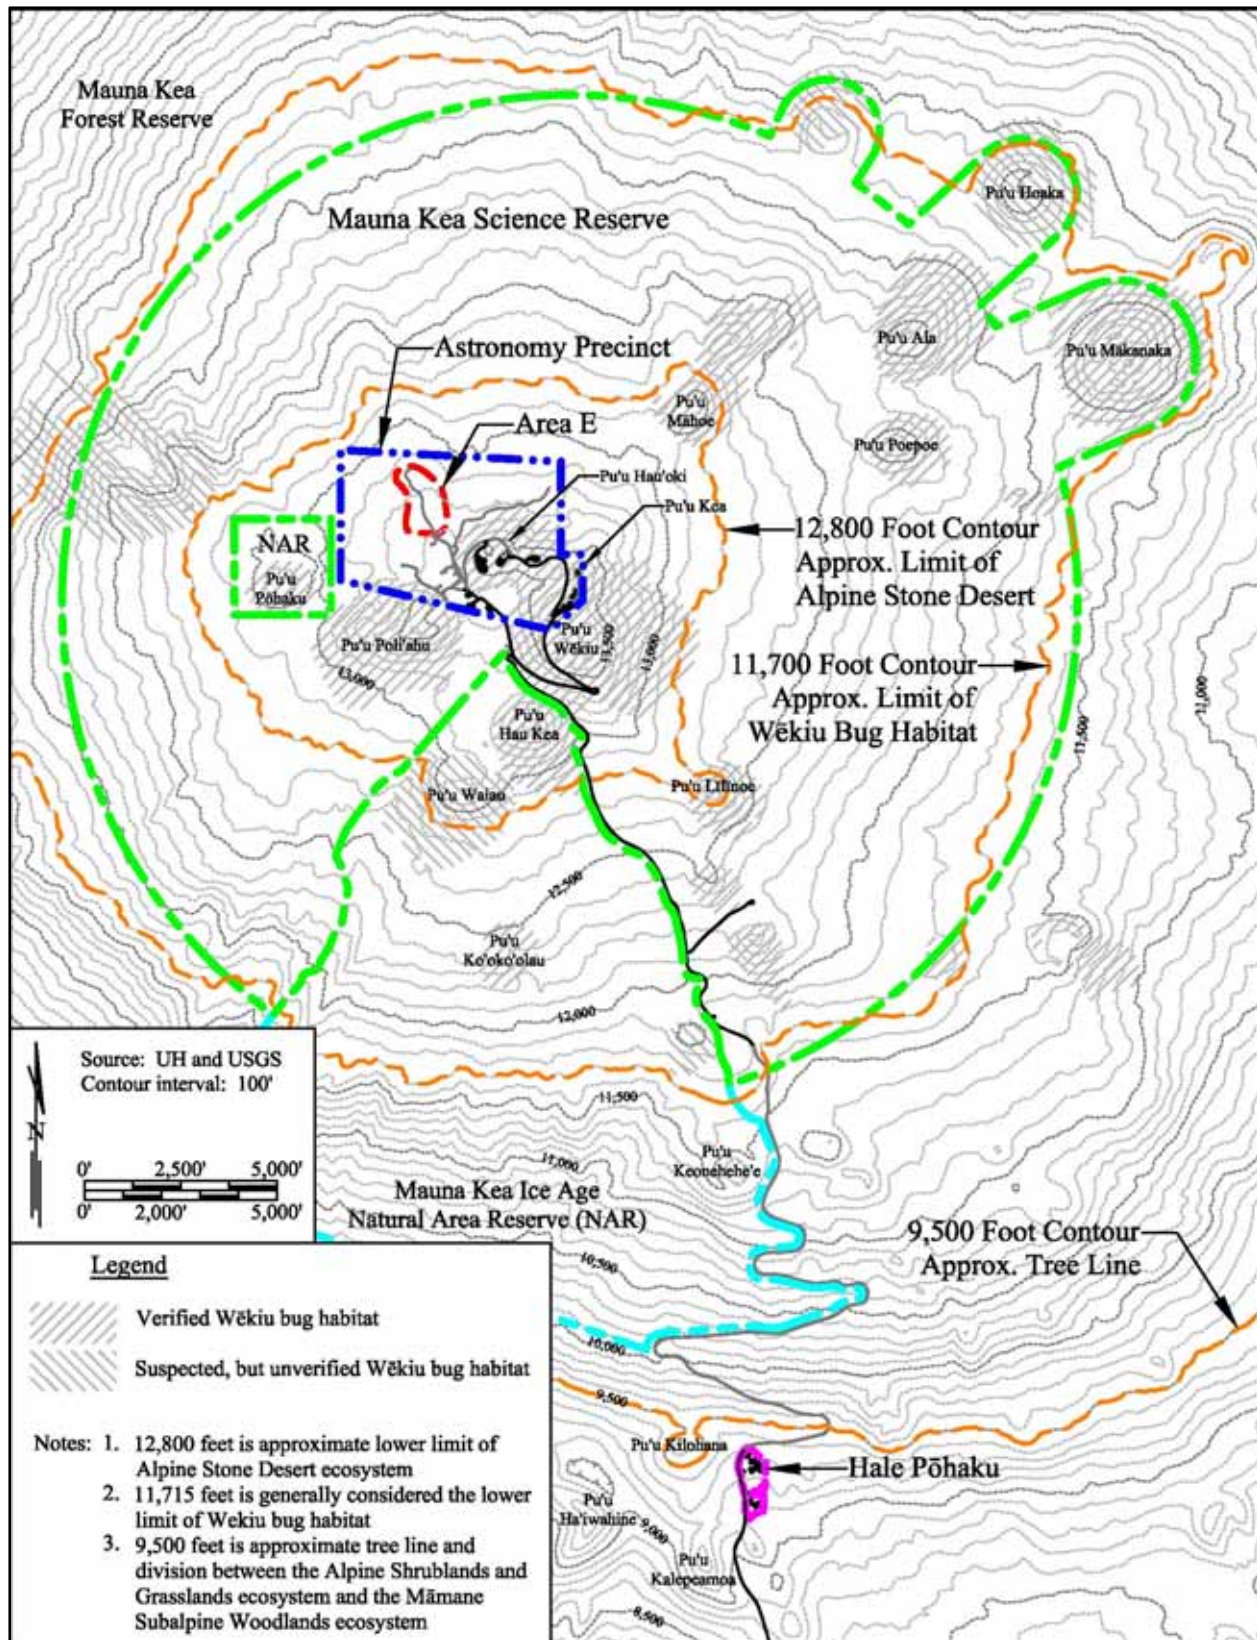 Mauna Kea
Forest Reserve
Mauna Kea Science Reserve
Pu'u Hoaka
Pu'u Ala
Pu'u Mākanaka
Astronomy Precinct
Pu'u
Māhoe
Area E
Pu'u Poepoe
Pu'u Hau'oki
Pu'u Kea
12,800 Foot Contour
Approx. Limit of
Alpine Stone Desert
NAR
Pu'u
Pōhaku
Pu'u Poli'ahu
Pu'u
Wēkiu
13,500
13,000
13,000
11,700 Foot Contour
Approx. Limit of
Wēkiu Bug Habitat
11,000
11,500
Pu'u
Hau Kea
Pu'u Waiau
Pu'u Lilinoe
12,500
Pu'u
Ko'oko'olau
12,000
Source: UH and USGS
Contour interval: 100'
N
0' 2,500' 5,000'
0' 2,000' 5,000'
11,500
11,000
Pu'u
Keonehehe'e
Mauna Kea Ice Age
Natural Area Reserve (NAR)
9,500 Foot Contour
Approx. Tree Line
10,500
10,000
9,500
Legend
Verified Wēkiu bug habitat
Suspected, but unverified Wēkiu bug habitat
Notes: 1. 12,800 feet is approximate lower limit of
Alpine Stone Desert ecosystem
2. 11,715 feet is generally considered the lower
limit of Wekiu bug habitat
3. 9,500 feet is approximate tree line and
division between the Alpine Shrublands and
Grasslands ecosystem and the Māmane
Subalpine Woodlands ecosystem
Pu'u Kilohana
Hale Pōhaku
Pu'u
Ha'iwahine
9,000
Pu'u
Kalepeamoa
8,500